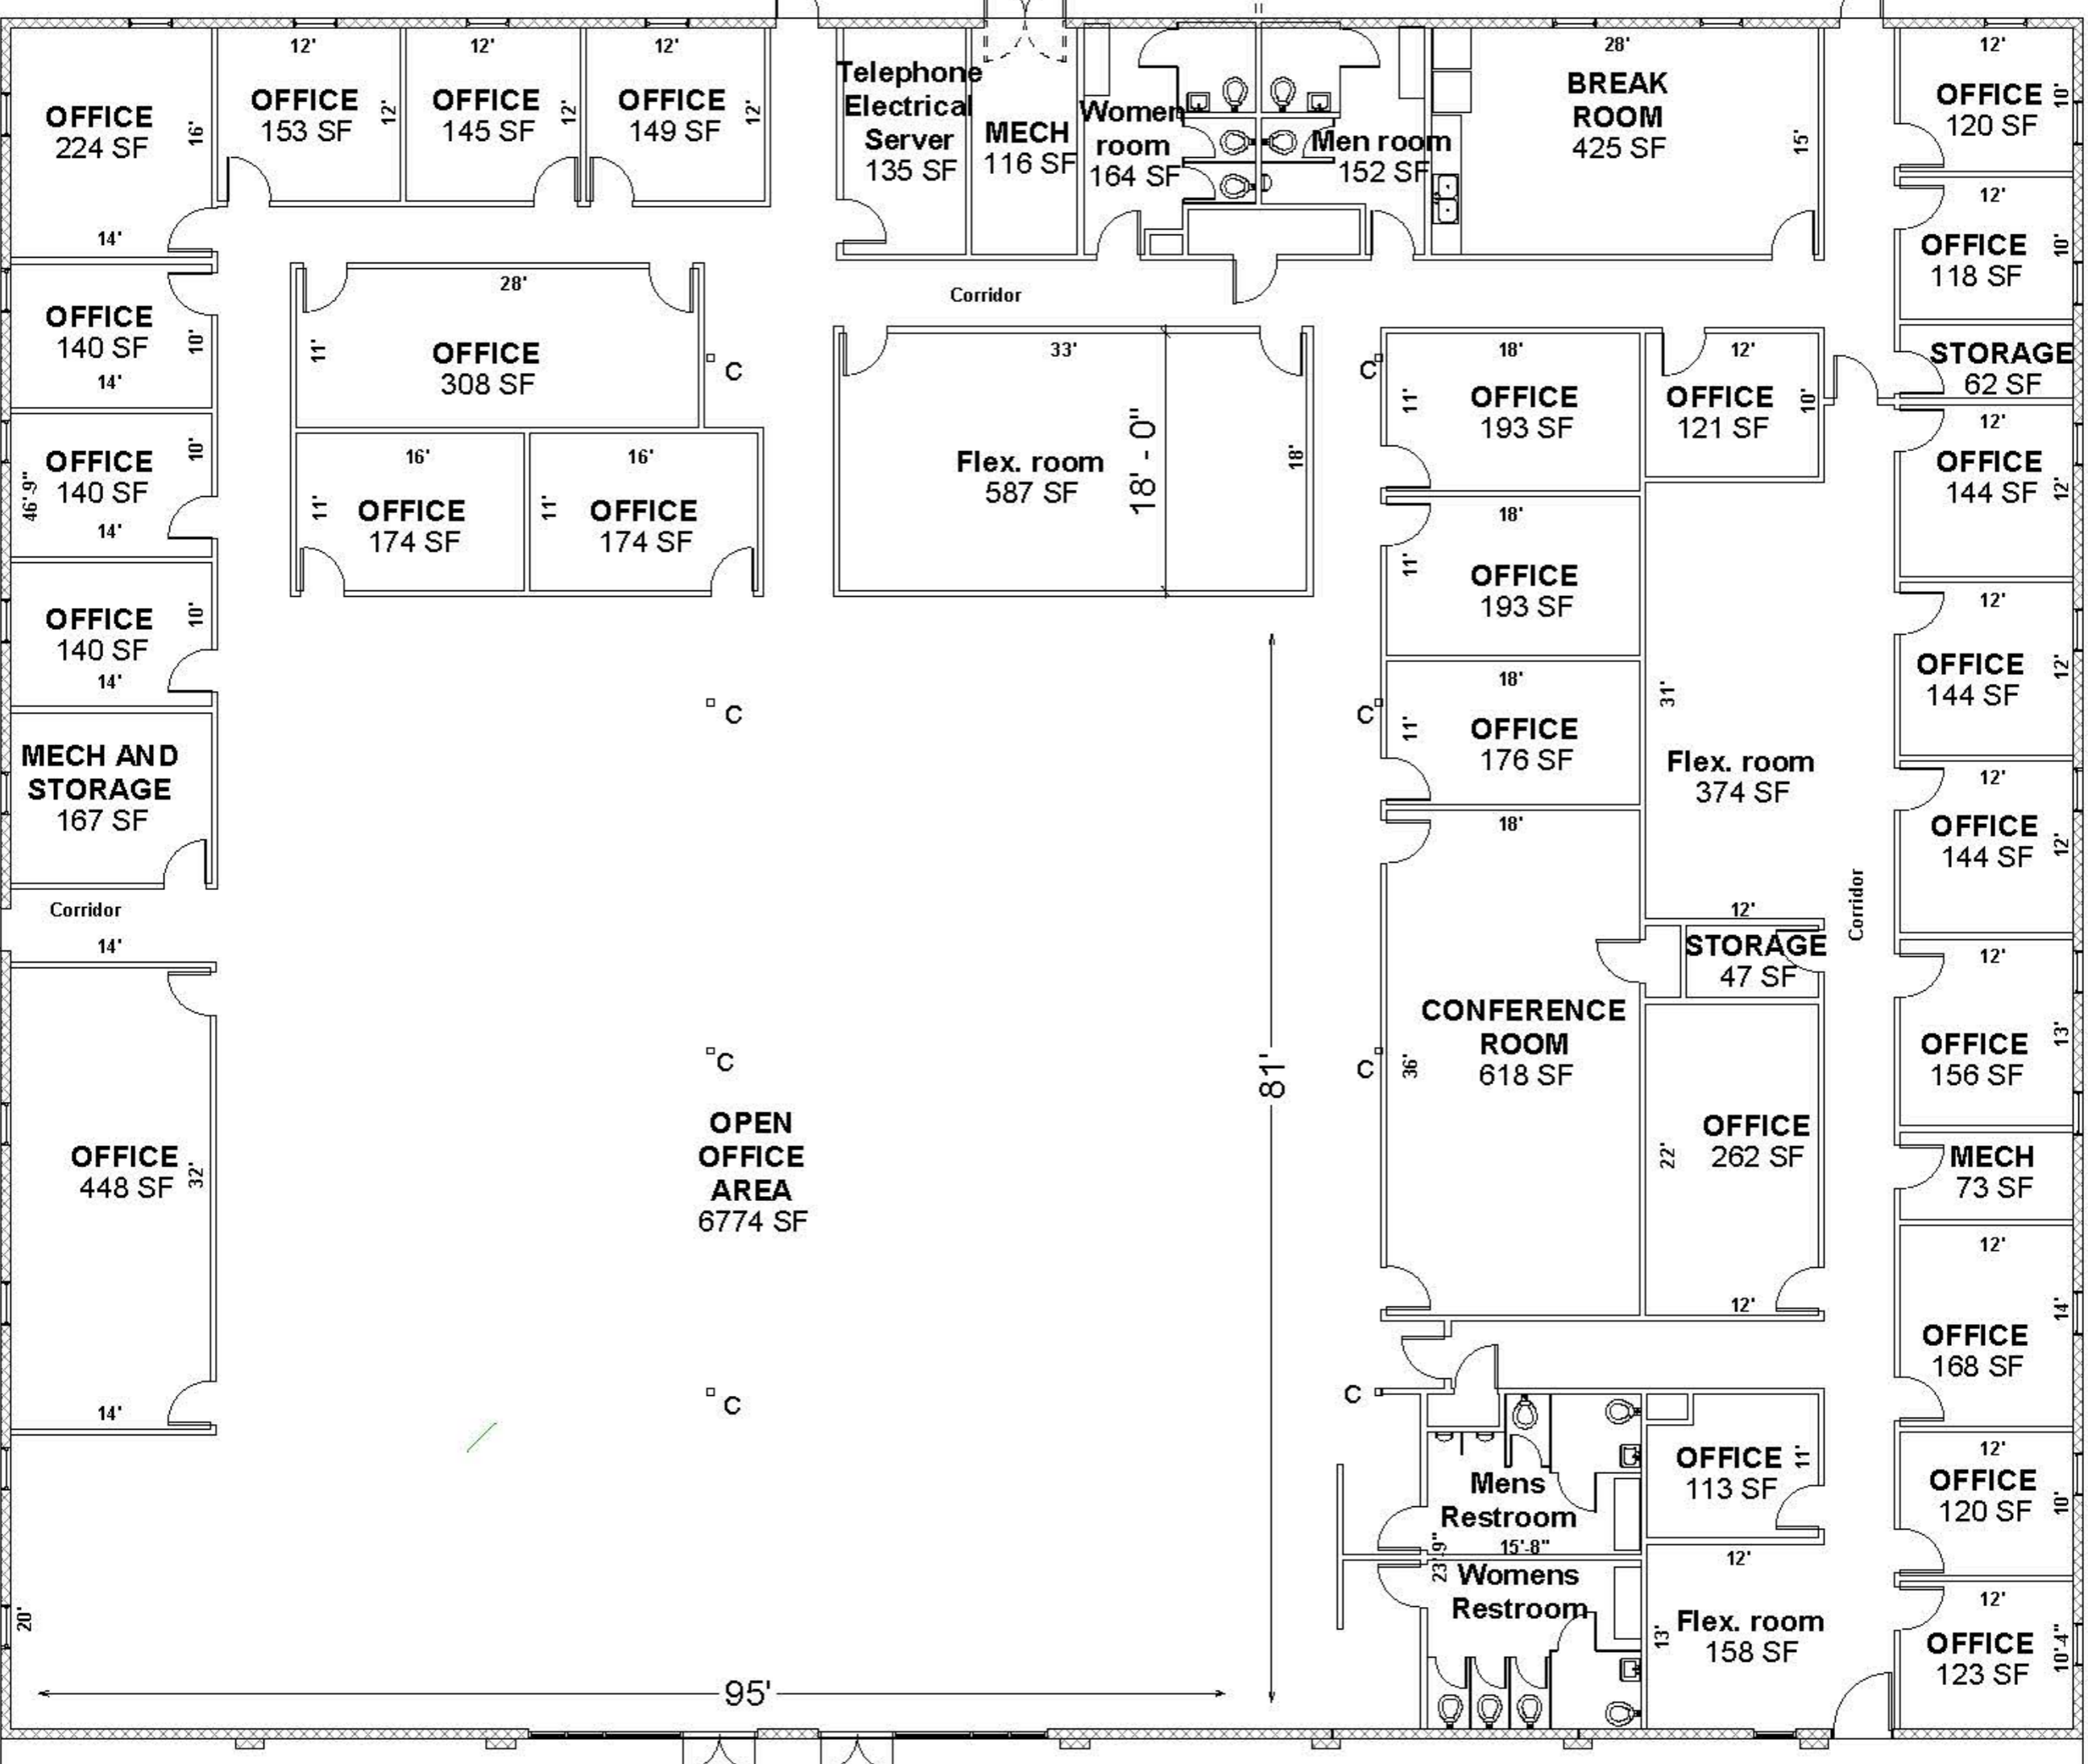 12'
12'
12'
28'
12'
OFFICE
224 SF
16'
14'
OFFICE
153 SF
12'
OFFICE
145 SF
12'
OFFICE
149 SF
12'
Telephone
Electrical
Server
135 SF
MECH
116 SF
Women
room
164 SF
Men room
152 SF
BREAK
ROOM
425 SF
15'
OFFICE
120 SF
10'
12'
OFFICE
118 SF
10'
STORAGE
62 SF
OFFICE
140 SF
10'
14'
28'
11'
OFFICE
308 SF
C
Corridor
33'
Flex. room
587 SF
18' - 0"
18'
C
18'
11'
OFFICE
193 SF
12'
OFFICE
121 SF
10'
12'
OFFICE
144 SF
12'
46'-9"
OFFICE
140 SF
10'
14'
16'
11'
OFFICE
174 SF
16'
11'
OFFICE
174 SF
18'
11'
OFFICE
193 SF
12'
OFFICE
144 SF
12'
OFFICE
140 SF
10'
14'
C
C
18'
11'
OFFICE
176 SF
31'
Flex. room
374 SF
12'
12'
OFFICE
144 SF
12'
MECH AND
STORAGE
167 SF
Corridor
14'
18'
Corridor
STORAGE
47 SF
12'
OFFICE
156 SF
13'
C
C
36'
CONFERENCE
ROOM
618 SF
81'
OFFICE
448 SF
32'
14'
OPEN
OFFICE
AREA
6774 SF
22'
OFFICE
262 SF
12'
MECH
73 SF
12'
OFFICE
168 SF
14'
C
C
Mens
Restroom
15'-8"
23'-9"
Womens
Restroom
OFFICE
113 SF
11'
12'
13'
Flex. room
158 SF
12'
OFFICE
120 SF
10'
12'
OFFICE
123 SF
10'-4"
20'
95'